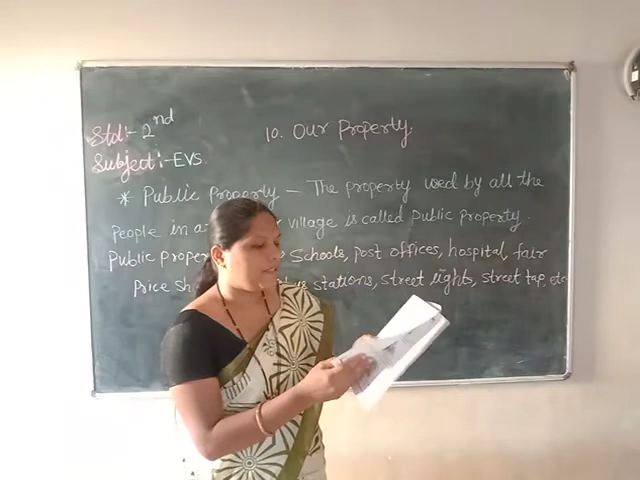 Std:- 2nd
10. Our Property.
Subject:- EVS.
* Public Property – The property used by all the
people in a village is called public property.
Public proper Schools, post offices, hospital, fair
Price sh stations, street lights, street tap, etc